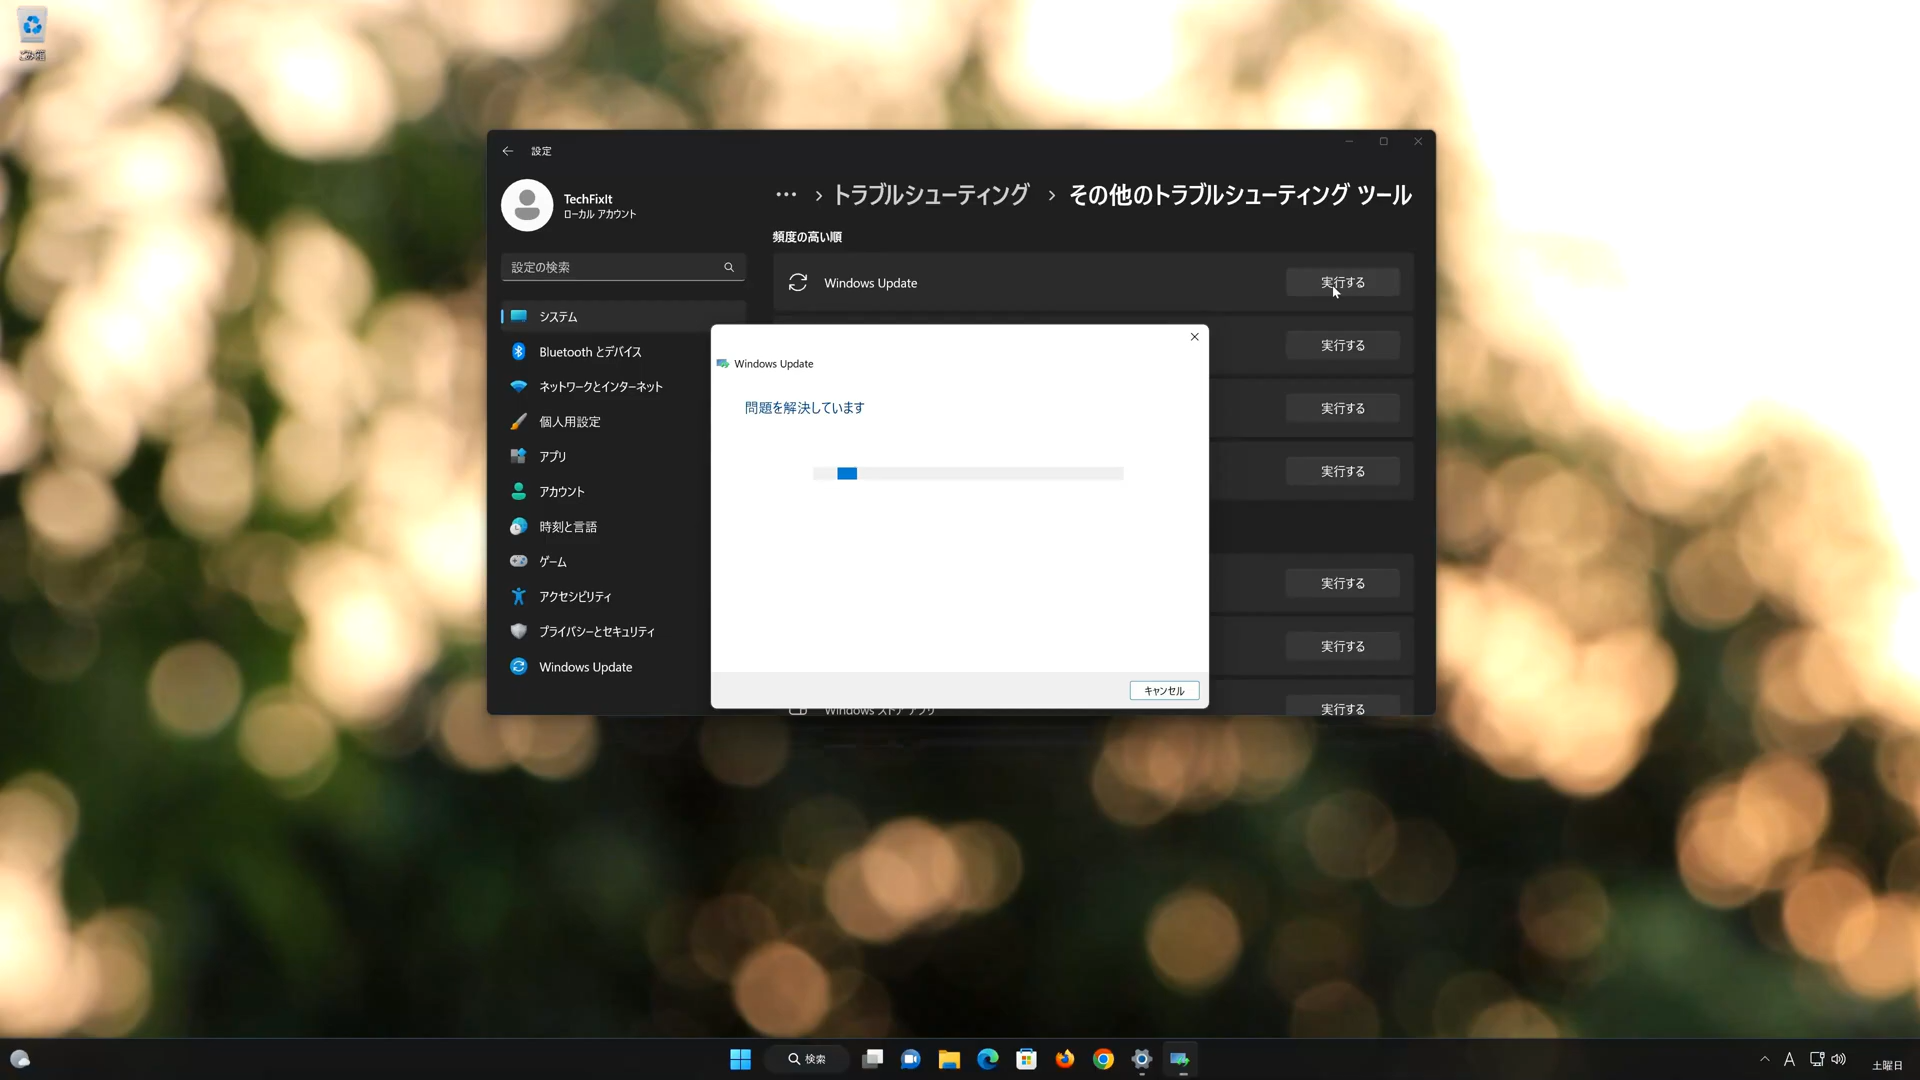 ごみ箱
設定
TechFixIt
ローカル アカウント
設定の検索
システム
Bluetooth とデバイス
ネットワークとインターネット
個人用設定
アプリ
アカウント
時刻と言語
ゲーム
アクセシビリティ
プライバシーとセキュリティ
Windows Update
… › トラブルシューティング › その他のトラブルシューティング ツール
頻度の高い順
Windows Update 実行する
実行する
実行する
実行する
実行する
実行する
Windows ストア アプリ 実行する
Windows Update
問題を解決しています
キャンセル
検索
A
土曜日